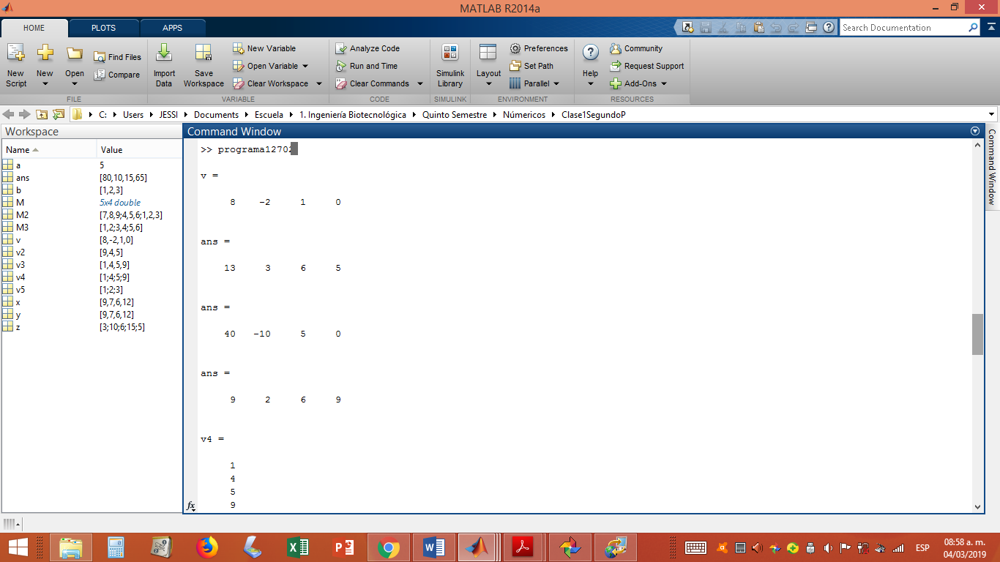 MATLAB R2014a
HOME PLOTS APPS
Search Documentation
New Script
New
Open
Find Files
Compare
Import Data
Save Workspace
New Variable
Open Variable
Clear Workspace
Analyze Code
Run and Time
Clear Commands
Simulink Library
Layout
Preferences
Set Path
Parallel
Help
Community
Request Support
Add-Ons
FILE VARIABLE CODE SIMULINK ENVIRONMENT RESOURCES
C: Users JESSI Documents Escuela 1. Ingeniería Biotecnológica Quinto Semestre Númericos Clase1SegundoP
Workspace
Name Value
a 5
ans [80,10,15,65]
b [1,2,3]
M 5x4 double
M2 [7,8,9;4,5,6;1,2,3]
M3 [1,2;3,4;5,6]
v [8,-2,1,0]
v2 [9,4,5]
v3 [1,4,5,9]
v4 [1;4;5;9]
v5 [1;2;3]
x [9,7,6,12]
y [9,7,6,12]
z [3;10;6;15;5]
Command Window
>> programa12702
v =
8 -2 1 0
ans =
13 3 6 5
ans =
40 -10 5 0
ans =
9 2 6 9
v4 =
1
4
5
9
fx
Command Window
ESP
08:58 a. m.
04/03/2019